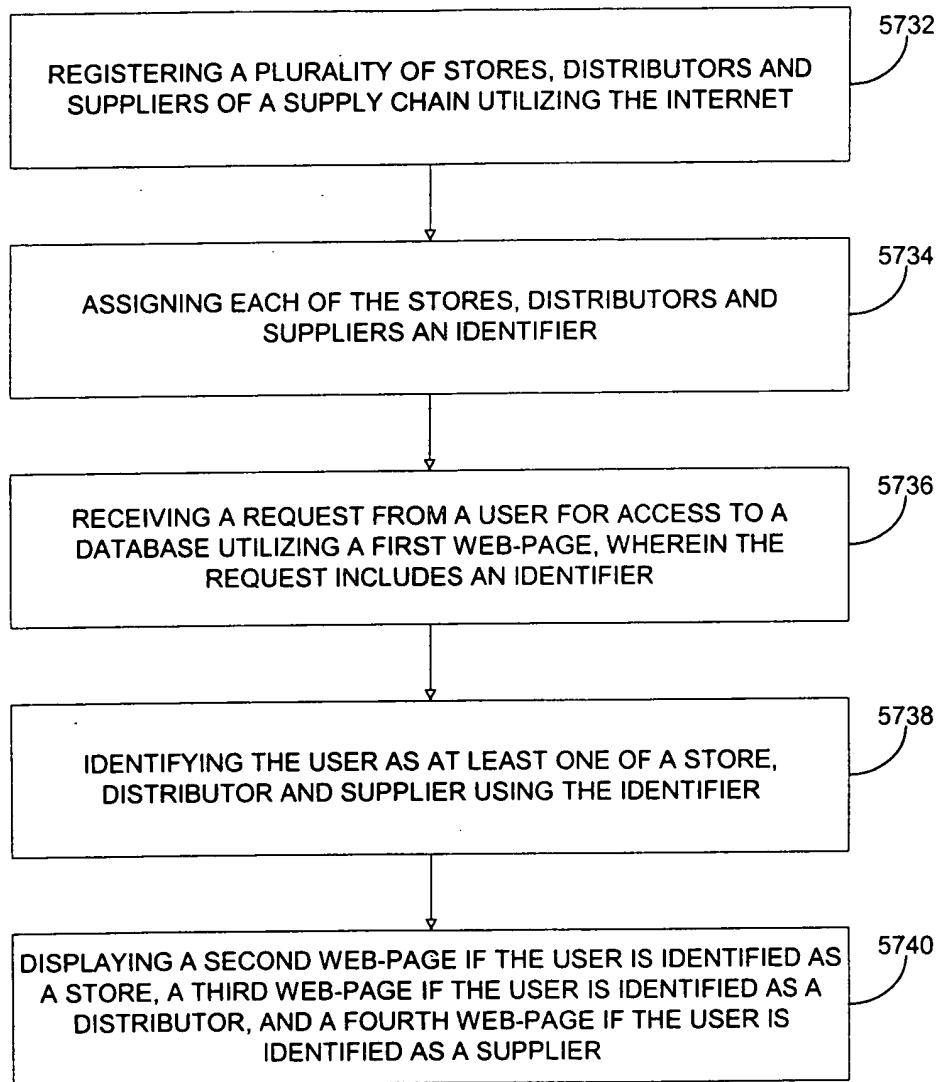 5732
REGISTERING A PLURALITY OF STORES, DISTRIBUTORS AND
SUPPLIERS OF A SUPPLY CHAIN UTILIZING THE INTERNET
5734
ASSIGNING EACH OF THE STORES, DISTRIBUTORS AND
SUPPLIERS AN IDENTIFIER
5736
RECEIVING A REQUEST FROM A USER FOR ACCESS TO A
DATABASE UTILIZING A FIRST WEB-PAGE, WHEREIN THE
REQUEST INCLUDES AN IDENTIFIER
5738
IDENTIFYING THE USER AS AT LEAST ONE OF A STORE,
DISTRIBUTOR AND SUPPLIER USING THE IDENTIFIER
5740
DISPLAYING A SECOND WEB-PAGE IF THE USER IS IDENTIFIED AS
A STORE, A THIRD WEB-PAGE IF THE USER IS IDENTIFIED AS A
DISTRIBUTOR, AND A FOURTH WEB-PAGE IF THE USER IS
IDENTIFIED AS A SUPPLIER